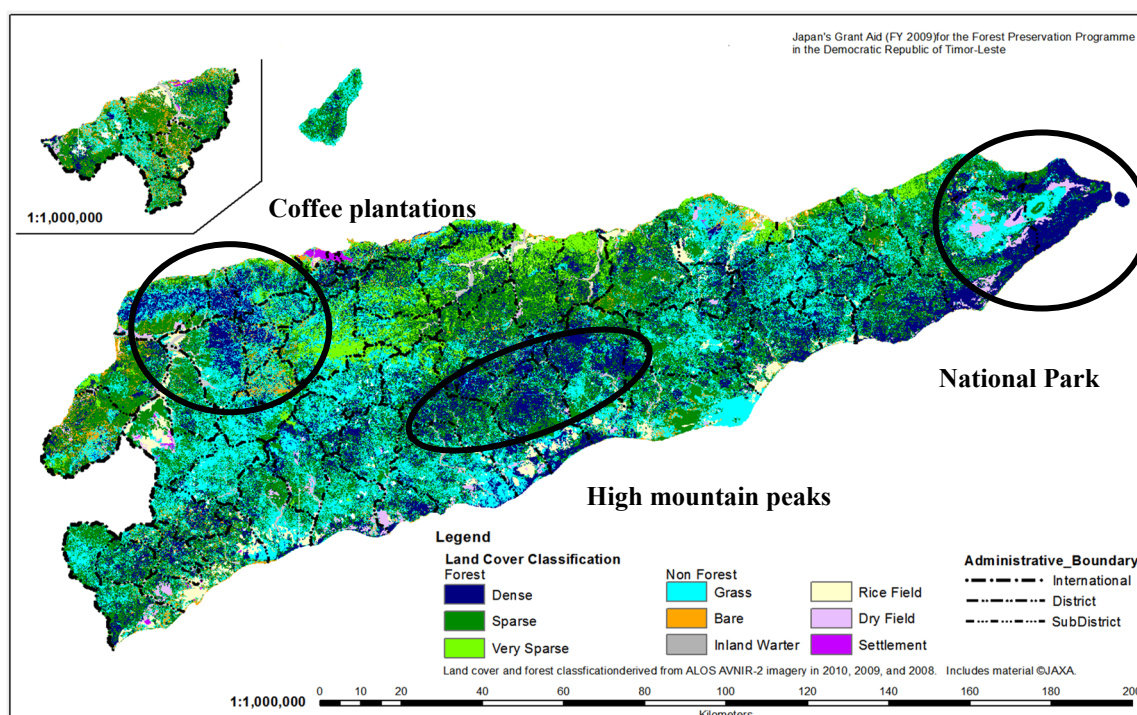 Japan's Grant Aid (FY 2009)for the Forest Preservation Programme
in the Democratic Republic of Timor-Leste
1:1,000,000
Coffee plantations
National Park
High mountain peaks
Legend
Land Cover Classification
Forest
Dense
Sparse
Very Sparse
Non Forest
Grass
Bare
Inland Warter
Rice Field
Dry Field
Settlement
Administrative_Boundary
International
District
SubDistrict
Land cover and forest classficationderived from ALOS AVNIR-2 imagery in 2010, 2009, and 2008. Includes material ©JAXA.
1:1,000,000
0 10 20 40 60 80 100 120 140 160 180 200
Kilometers